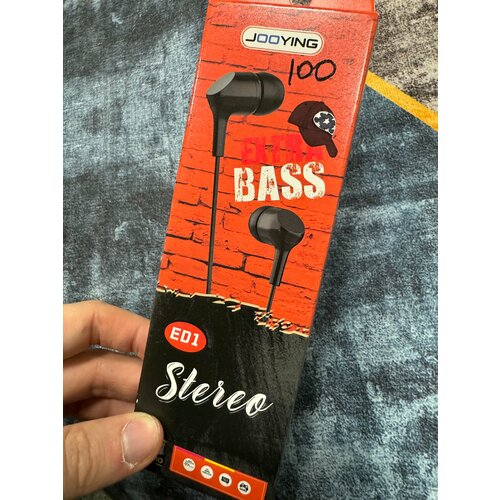 JOOYING
100
EXTRA
BASS
ED1
Stereo